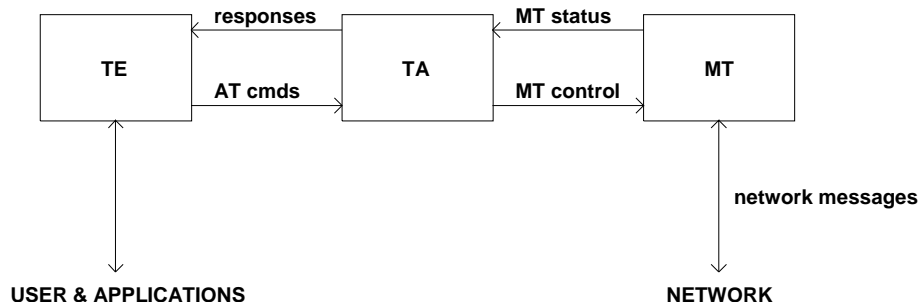 responses
MT status
TE
TA
MT
AT cmds
MT control
network messages
USER & APPLICATIONS
NETWORK